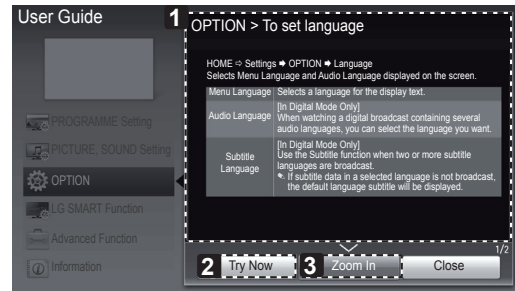 User Guide
1
OPTION > To set language
HOME ⇨ Settings ➡ OPTION ➡ Language
Selects Menu Language and Audio Language displayed on the screen.
Menu Language Selects a language for the display text.
Audio Language [In Digital Mode Only]
When watching a digital broadcast containing several
audio languages, you can select the language you want.
Subtitle
Language
[In Digital Mode Only]
Use the Subtitle function when two or more subtitle
languages are broadcast.
✎ If subtitle data in a selected language is not broadcast,
the default language subtitle will be displayed.
PROGRAMME Setting
PICTURE, SOUND Setting
OPTION
LG SMART Function
Advanced Function
Information
1/2
2 Try Now
3 Zoom In
Close